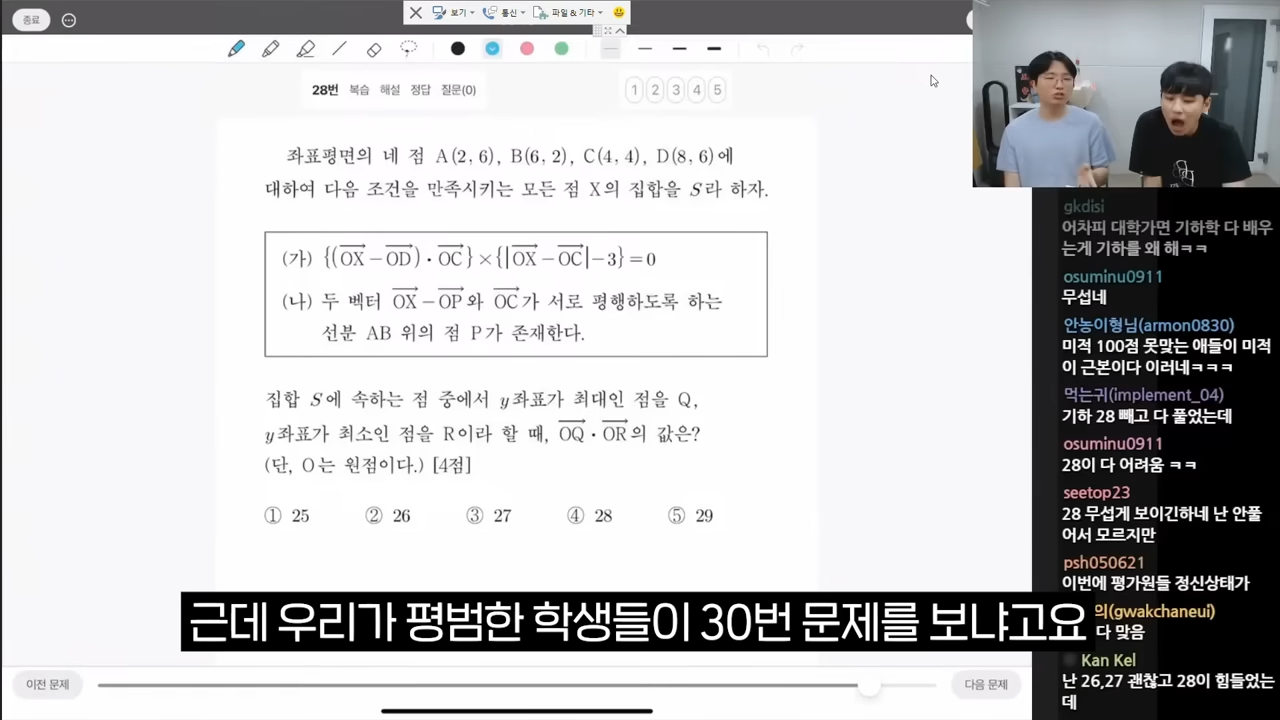 종료
보기
통신
파일 & 기타
28번 복습 해설 정답 질문(0)
1 2 3 4 5
좌표평면의 네 점 A(2, 6), B(6, 2), C(4, 4), D(8, 6)에
대하여 다음 조건을 만족시키는 모든 점 X의 집합을 S라 하자.
(가) {(OX − OD) · OC} × {|OX − OC| − 3} = 0
(나) 두 벡터 OX − OP와 OC가 서로 평행하도록 하는
선분 AB 위의 점 P가 존재한다.
집합 S에 속하는 점 중에서 y좌표가 최대인 점을 Q,
y좌표가 최소인 점을 R이라 할 때, OQ · OR의 값은?
(단, O는 원점이다.) [4점]
① 25 ② 26 ③ 27 ④ 28 ⑤ 29
gkdisi
어차피 대학가면 기하학 다 배우
는게 기하를 왜 해ㅋㅋ
osuminu0911
무섭네
안농이형님(armon0830)
미적 100점 못맞는 애들이 미적
이 근본이다 이러네ㅋㅋㅋ
먹는귀(implement_04)
기하 28 빼고 다 풀었는데
osuminu0911
28이 다 어려움 ㅋㅋ
seetop23
28 무섭게 보이긴하네 난 안풀
어서 모르지만
psh050621
이번에 평가원들 정신상태가
의(gwakchaneui)
다 맞음
Kan Kel
난 26,27 괜찮고 28이 힘들었는
데
근데 우리가 평범한 학생들이 30번 문제를 보냐고요
이전 문제
다음 문제